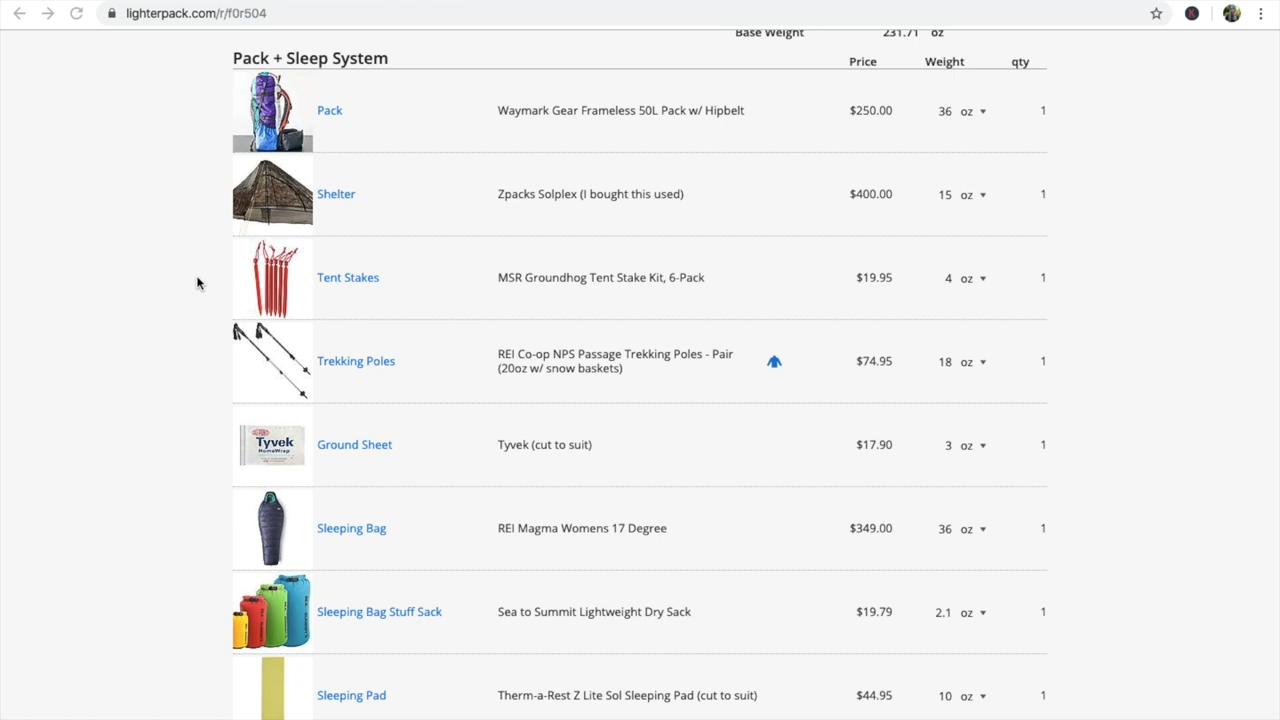 lighterpack.com/r/f0r504
Base Weight 231.71 oz
Pack + Sleep System Price Weight qty
Pack Waymark Gear Frameless 50L Pack w/ Hipbelt $250.00 36 oz 1
Shelter Zpacks Solplex (I bought this used) $400.00 15 oz 1
Tent Stakes MSR Groundhog Tent Stake Kit, 6-Pack $19.95 4 oz 1
Trekking Poles REI Co-op NPS Passage Trekking Poles - Pair $74.95 18 oz 1
(20oz w/ snow baskets)
Tyvek
HomeWrap
Ground Sheet Tyvek (cut to suit) $17.90 3 oz 1
Sleeping Bag REI Magma Womens 17 Degree $349.00 36 oz 1
Sleeping Bag Stuff Sack Sea to Summit Lightweight Dry Sack $19.79 2.1 oz 1
Sleeping Pad Therm-a-Rest Z Lite Sol Sleeping Pad (cut to suit) $44.95 10 oz 1